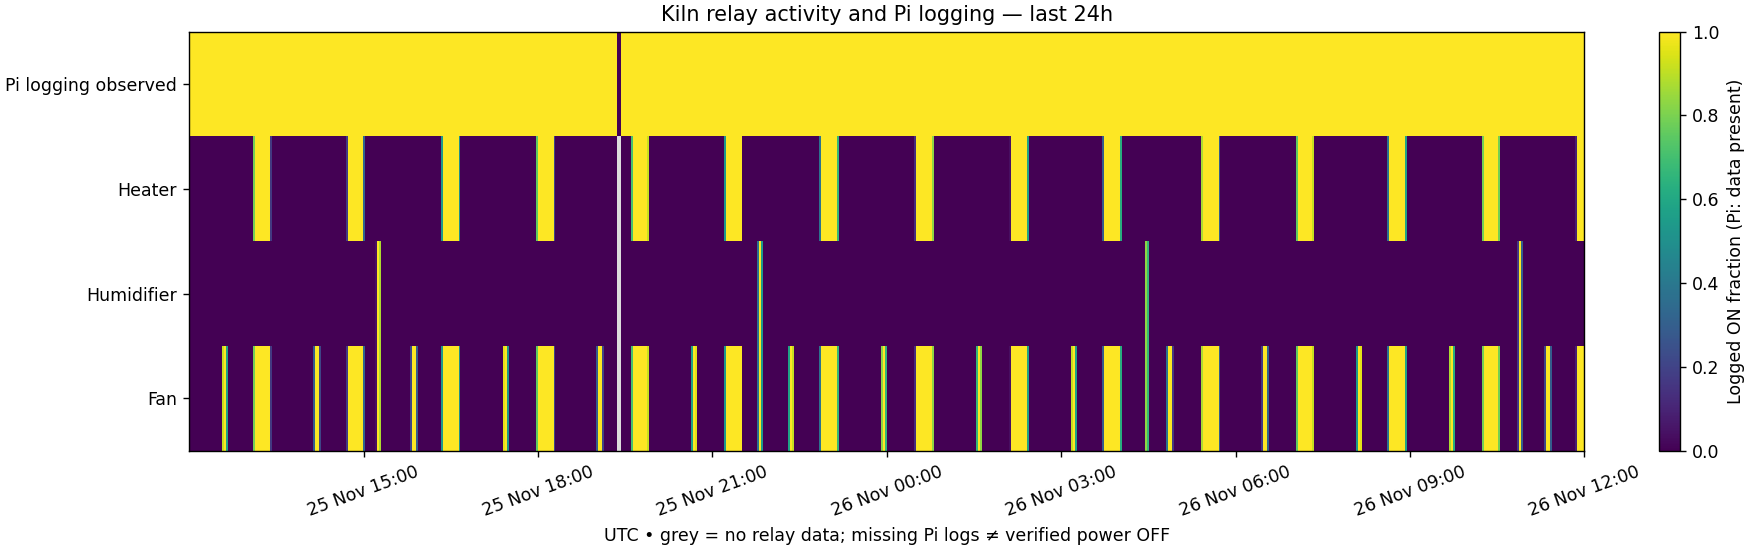 Kiln relay activity and Pi logging — last 24h
Pi logging observed
Heater
Humidifier
Fan
25 Nov 15:00
25 Nov 18:00
25 Nov 21:00
26 Nov 00:00
26 Nov 03:00
26 Nov 06:00
26 Nov 09:00
26 Nov 12:00
UTC • grey = no relay data; missing Pi logs ≠ verified power OFF
1.0
0.8
0.6
0.4
0.2
0.0
Logged ON fraction (Pi: data present)